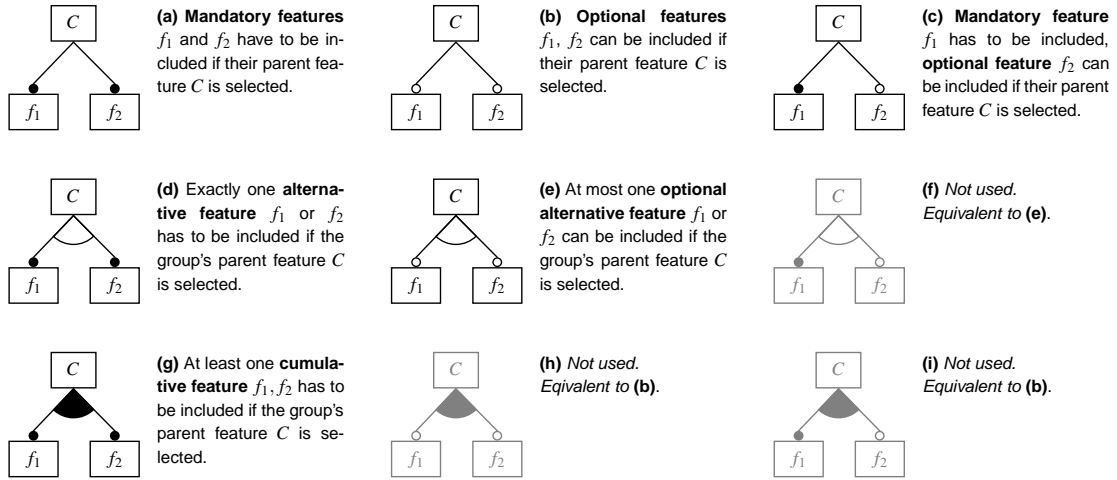 C
f1
f2
(a) Mandatory features
f1 and f2 have to be in-
cluded if their parent fea-
ture C is selected.
C
f1
f2
(b) Optional features
f1, f2 can be included if
their parent feature C is
selected.
C
f1
f2
(c) Mandatory feature
f1 has to be included,
optional feature f2 can
be included if their parent
feature C is selected.
C
f1
f2
(d) Exactly one alterna-
tive feature f1 or f2
has to be included if the
group's parent feature C
is selected.
C
f1
f2
(e) At most one optional
alternative feature f1 or
f2 can be included if the
group's parent feature C
is selected.
C
f1
f2
(f) Not used.
Equivalent to (e).
C
f1
f2
(g) At least one cumula-
tive feature f1, f2 has to
be included if the group's
parent feature C is se-
lected.
C
f1
f2
(h) Not used.
Eqivalent to (b).
C
f1
f2
(i) Not used.
Equivalent to (b).